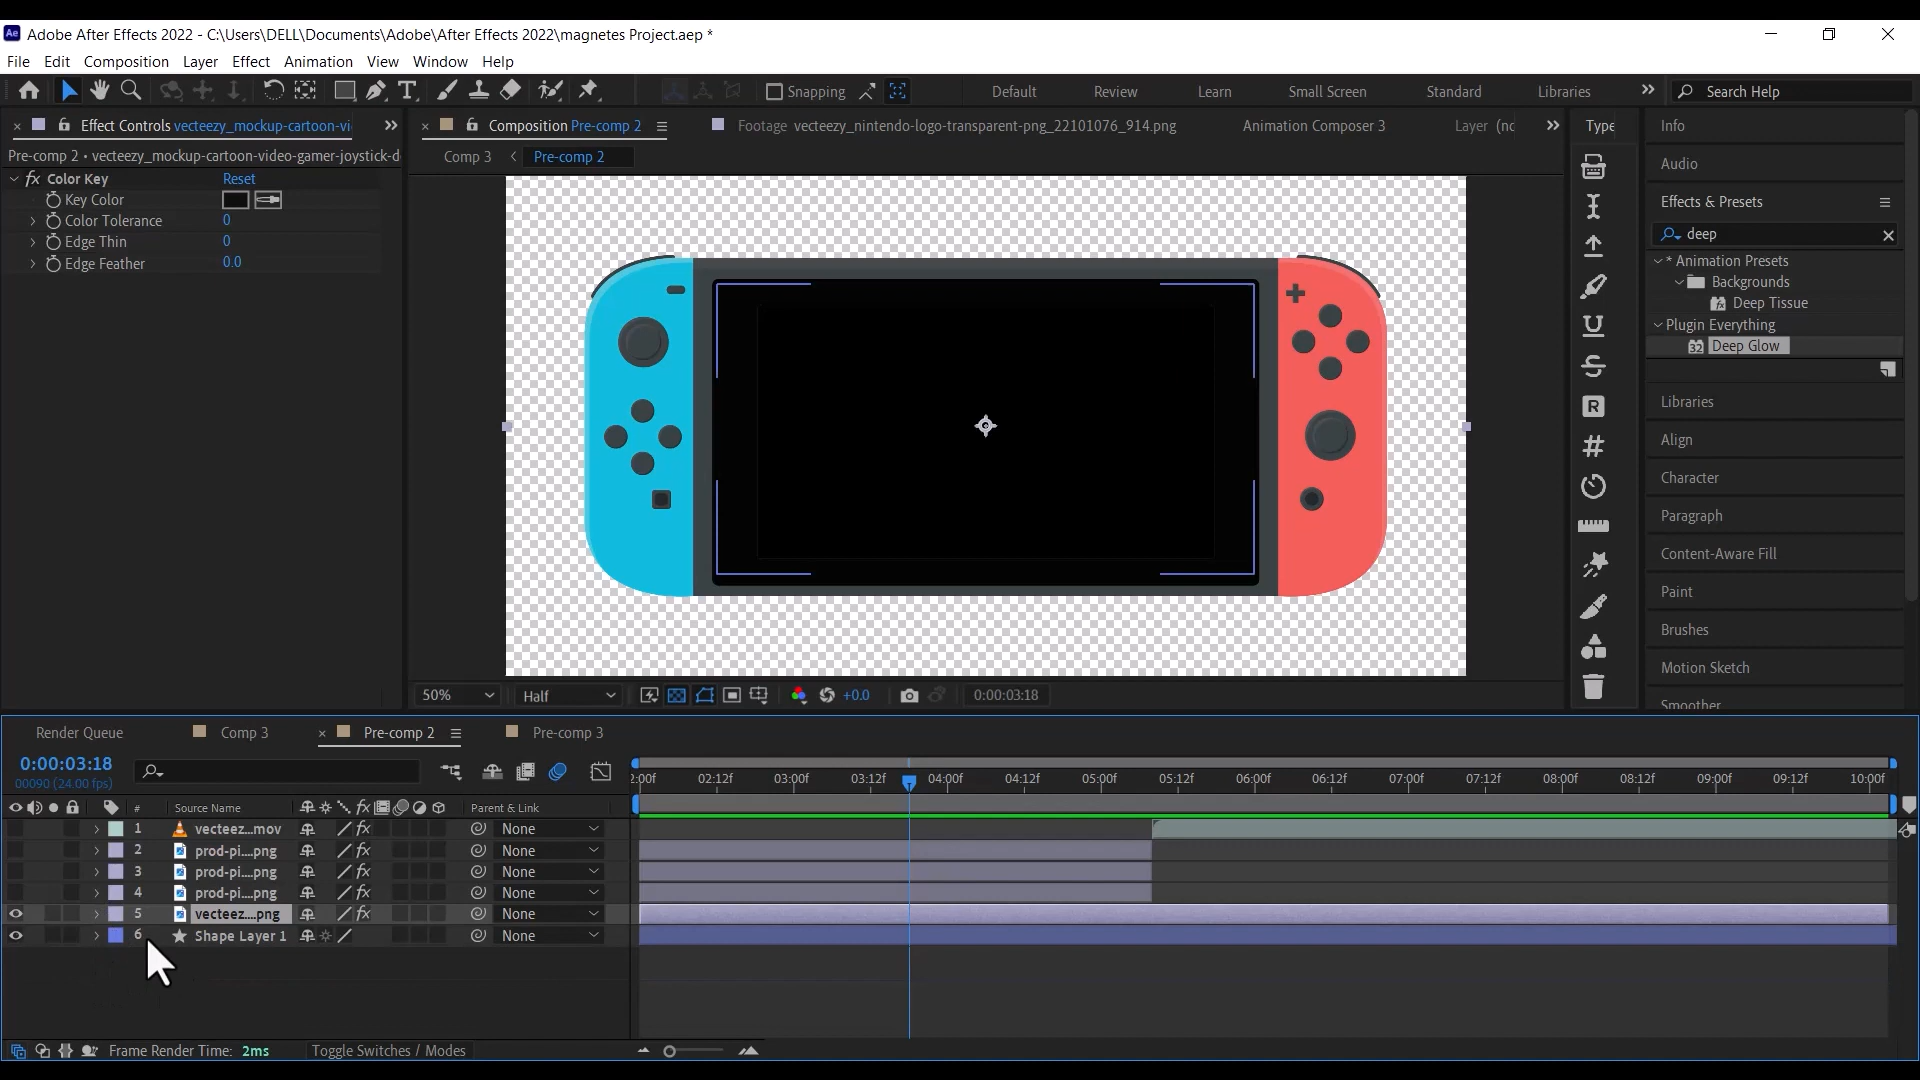 Ae Adobe After Effects 2022 - C:\Users\DELL\Documents\Adobe\After Effects 2022\magnetes Project.aep *
File Edit Composition Layer Effect Animation View Window Help
Snapping Default Review Learn Small Screen Standard Libraries Search Help
Effect Controls vecteezy_mockup-cartoon-vi
Composition Pre-comp 2
Footage vecteezy_nintendo-logo-transparent-png_22101076_914.png
Animation Composer 3
Layer (nc
Type
Info
Pre-comp 2 • vecteezy_mockup-cartoon-video-gamer-joystick-d
Comp 3 Pre-comp 2
Audio
fx Color Key Reset
Key Color
Color Tolerance 0
Edge Thin 0
Edge Feather 0.0
Effects & Presets
deep
* Animation Presets
Backgrounds
Deep Tissue
Plugin Everything
32 Deep Glow
Libraries
Align
Character
Paragraph
Content-Aware Fill
Paint
Brushes
Motion Sketch
Smoother
50% Half +0.0 0:00:03:18
Render Queue Comp 3 Pre-comp 2 Pre-comp 3
0:00:03:18
00090 (24.00 fps)
2:00f 02:12f 03:00f 03:12f 04:00f 04:12f 05:00f 05:12f 06:00f 06:12f 07:00f 07:12f 08:00f 08:12f 09:00f 09:12f 10:00f
# Source Name fx Parent & Link
1 vecteez...mov fx None
2 prod-pi....png fx None
3 prod-pi....png fx None
4 prod-pi....png fx None
5 vecteez....png fx None
6 Shape Layer 1 None
Frame Render Time: 2ms Toggle Switches / Modes